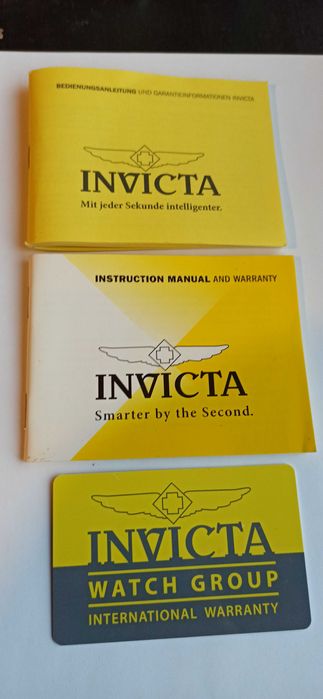 BEDIENUNGSANLEITUNG UND GARANTIEINFORMATIONEN INVICTA
INVICTA
Mit jeder Sekunde intelligenter.
INSTRUCTION MANUAL AND WARRANTY
INVICTA
Smarter by the Second.
INVICTA
WATCH GROUP
INTERNATIONAL WARRANTY